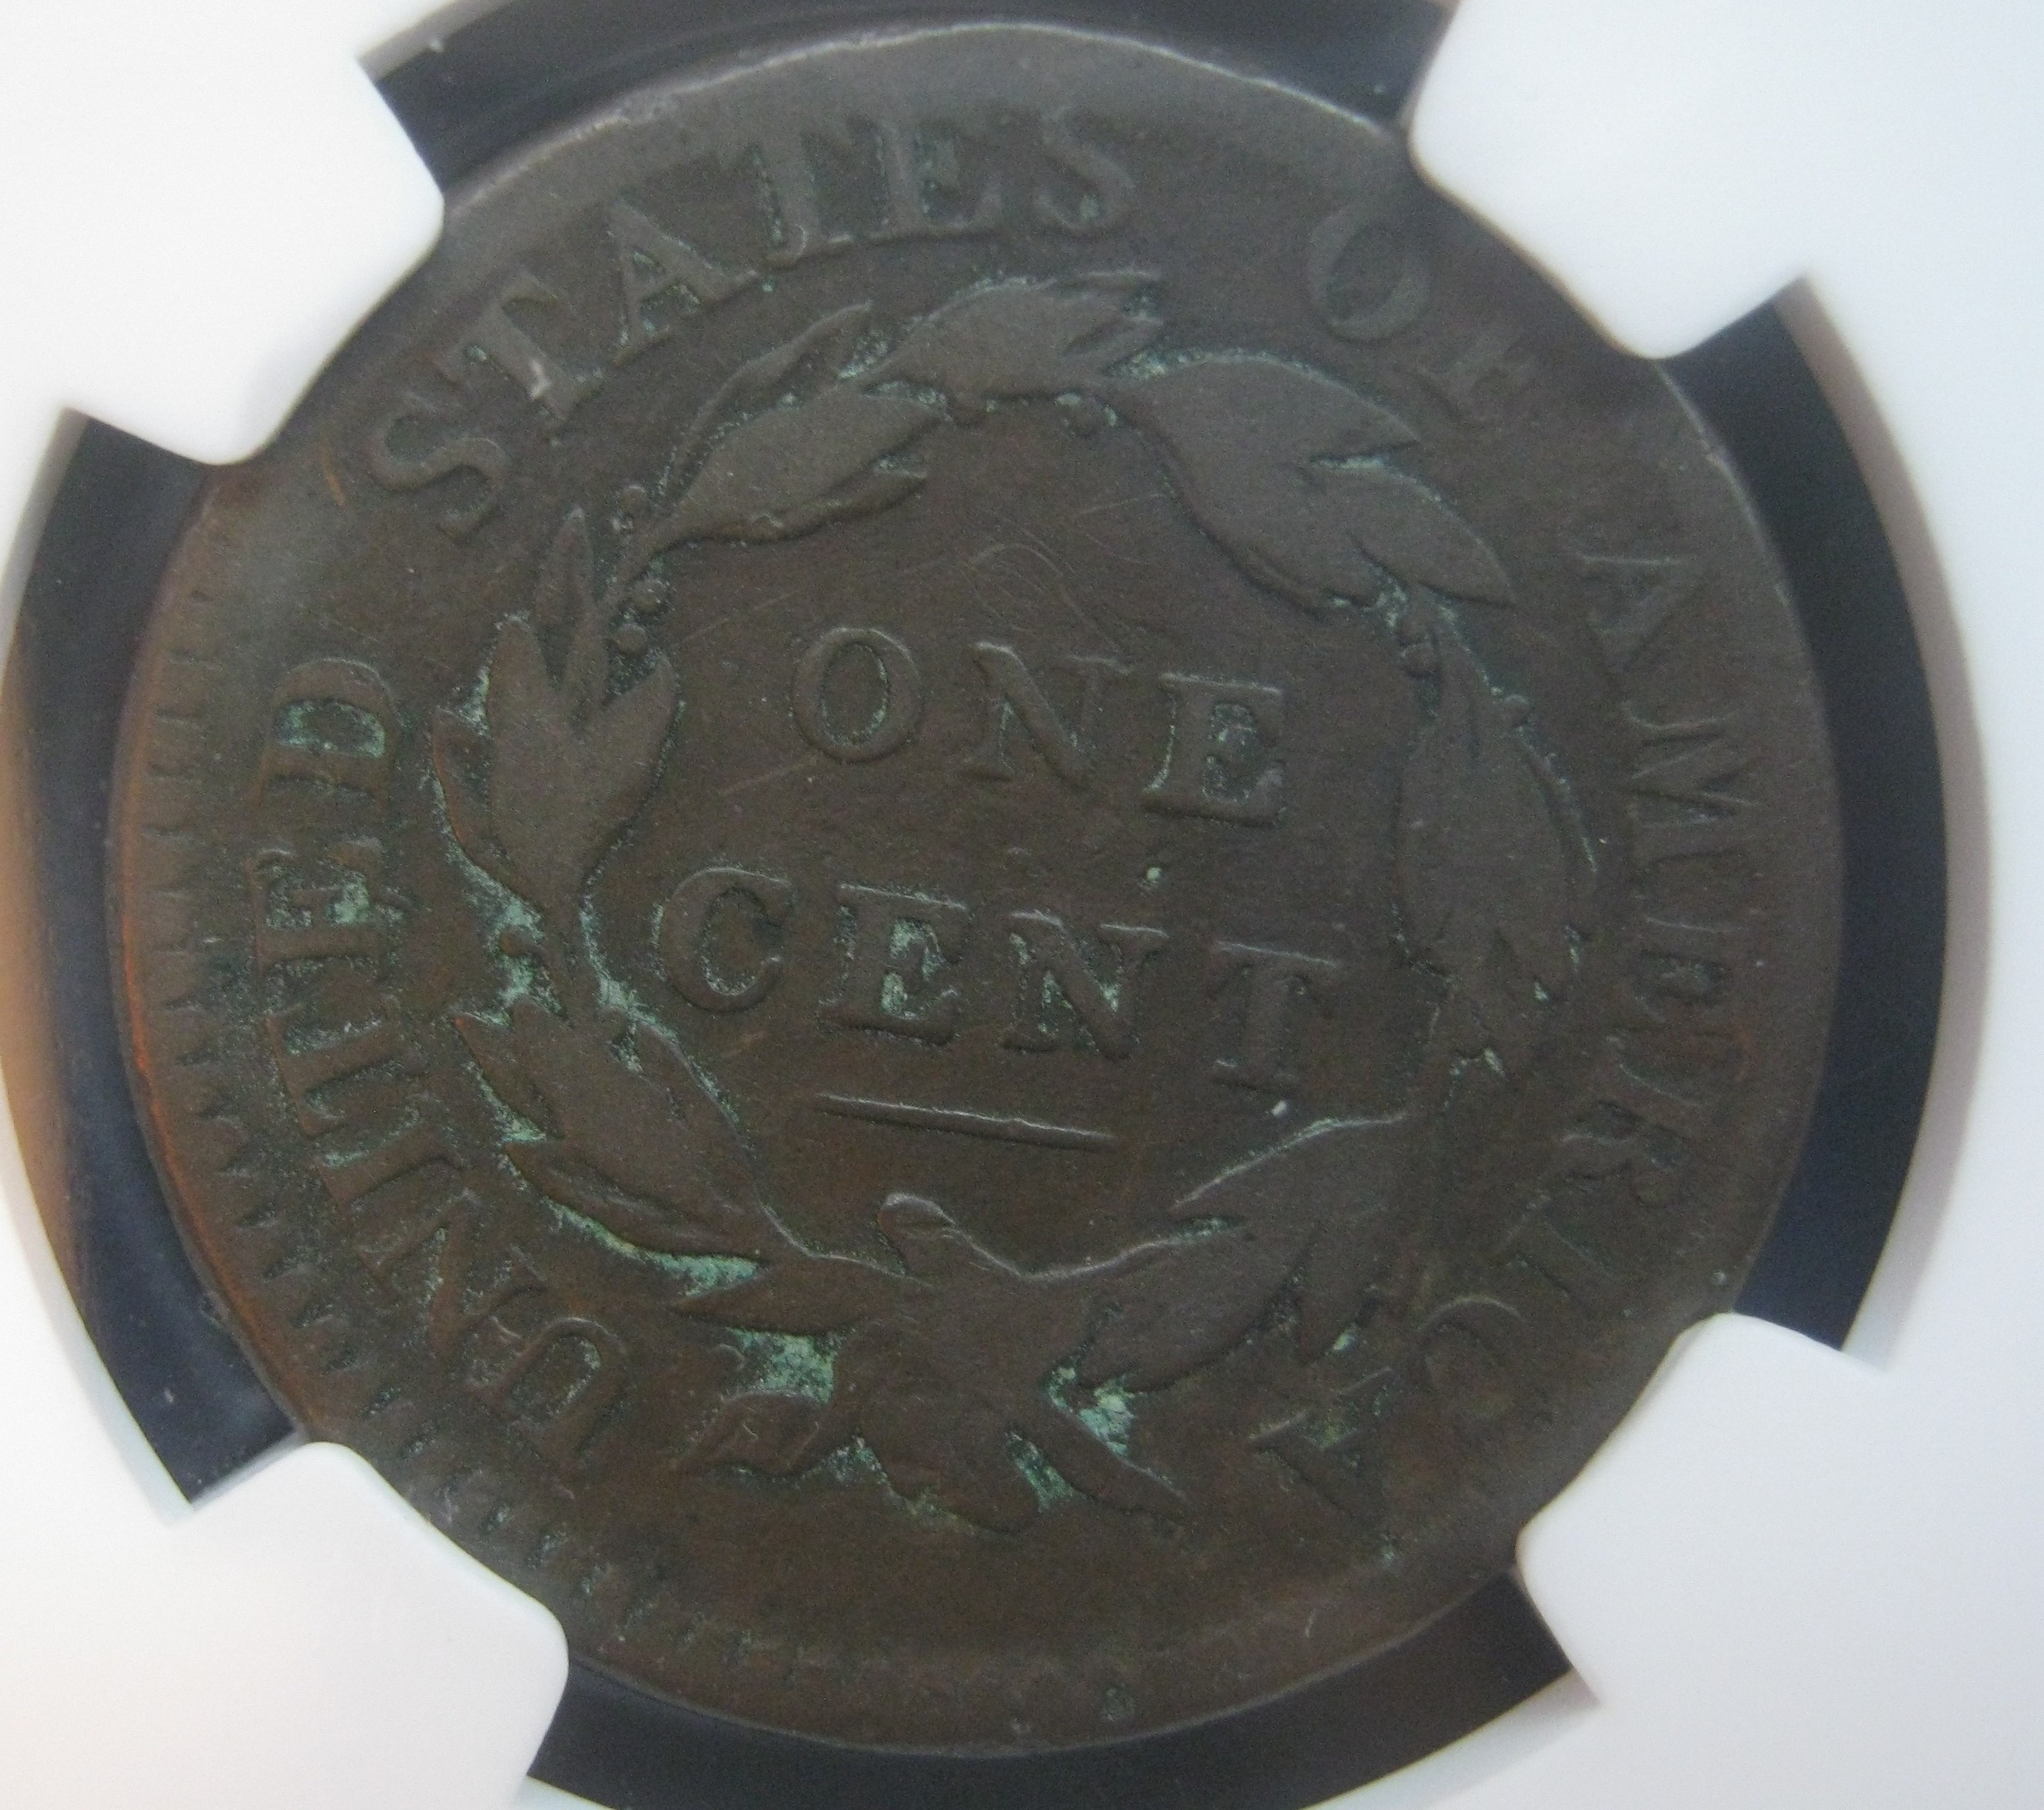 UNITED STATES OF AMERICA
ONE
CENT